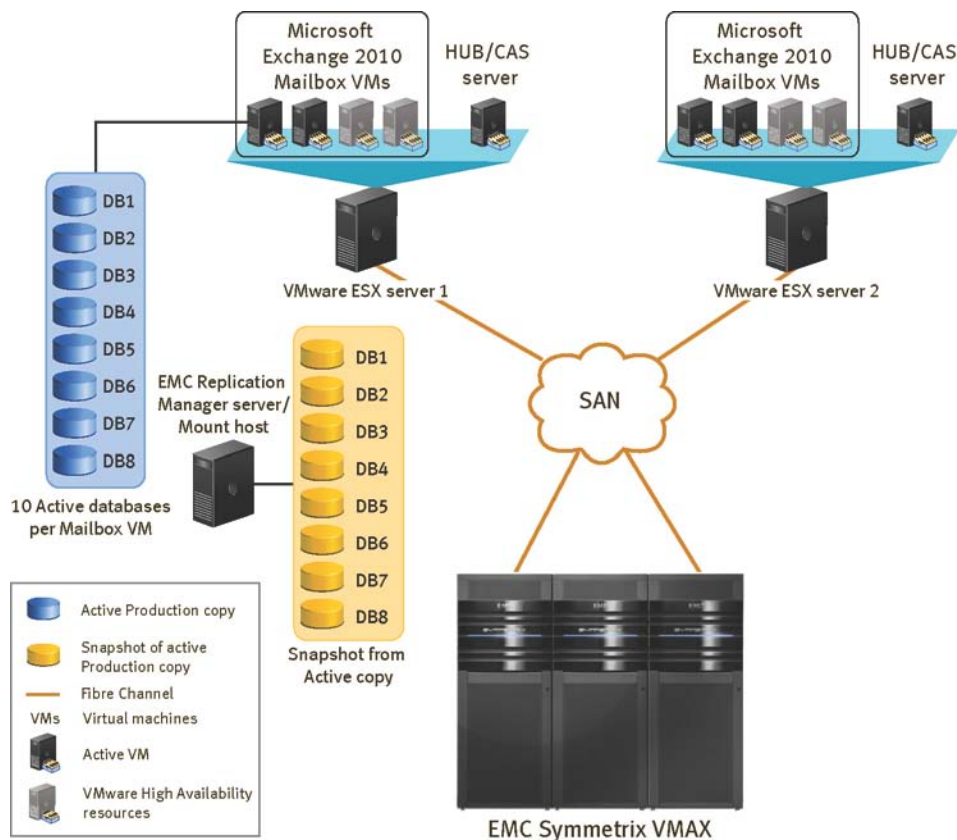 Microsoft
Exchange 2010
Mailbox VMs
HUB/CAS
server
Microsoft
Exchange 2010
Mailbox VMs
HUB/CAS
server
DB1
DB2
DB3
DB4
DB5
DB6
DB7
DB8
10 Active databases
per Mailbox VM
VMware ESX server 1
VMware ESX server 2
EMC Replication
Manager server/
Mount host
DB1
DB2
DB3
DB4
DB5
DB6
DB7
DB8
Snapshot from
Active copy
SAN
Active Production copy
Snapshot of active
Production copy
Fibre Channel
VMs Virtual machines
Active VM
VMware High Availability
resources
EMC Symmetrix VMAX